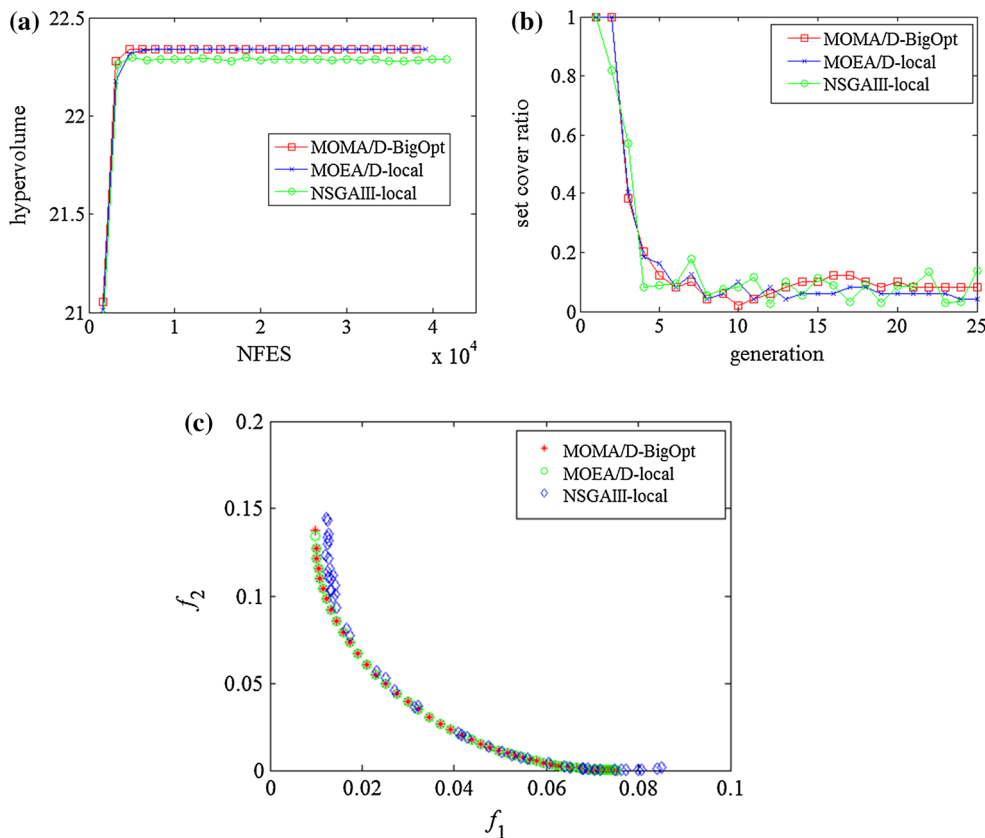 (a)
22.5
22
21.5
21
hypervolume
MOMA/D-BigOpt
MOEA/D-local
NSGAIII-local
0 1 2 3 4
NFES
x 10^4
(b)
1
0.8
0.6
0.4
0.2
0
set cover ratio
MOMA/D-BigOpt
MOEA/D-local
NSGAIII-local
0 5 10 15 20 25
generation
(c)
0.2
0.15
0.1
0.05
0
f_2
MOMA/D-BigOpt
MOEA/D-local
NSGAIII-local
0 0.02 0.04 0.06 0.08 0.1
f_1